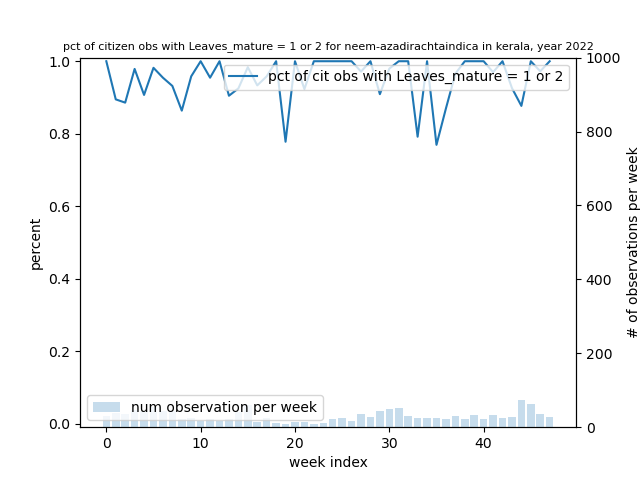 pct of citizen obs with Leaves_mature = 1 or 2 for neem-azadirachtaindica in kerala, year 2022
pct of cit obs with Leaves_mature = 1 or 2
num observation per week
percent
1.0
0.8
0.6
0.4
0.2
0.0
0 10 20 30 40
week index
1000
800
600
400
200
0
# of observations per week